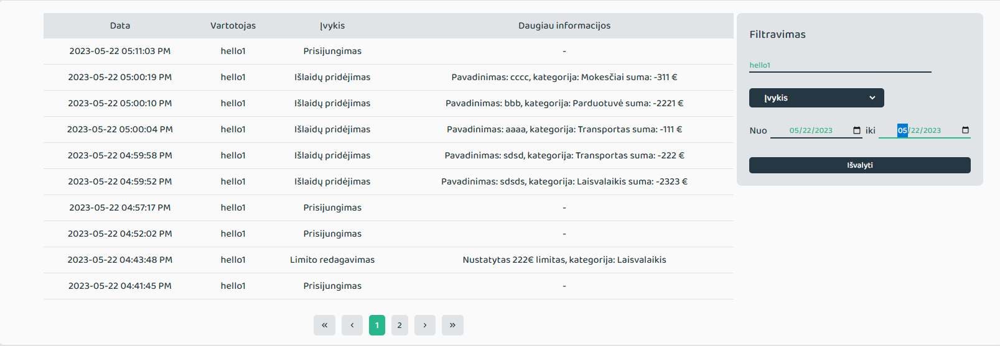 Data Vartotojas Įvykis Daugiau informacijos
2023-05-22 05:11:03 PM hello1 Prisijungimas -
2023-05-22 05:00:19 PM hello1 Išlaidų pridėjimas Pavadinimas: cccc, kategorija: Mokesčiai suma: -311 €
2023-05-22 05:00:10 PM hello1 Išlaidų pridėjimas Pavadinimas: bbb, kategorija: Parduotuvė suma: -2221 €
2023-05-22 05:00:04 PM hello1 Išlaidų pridėjimas Pavadinimas: aaaa, kategorija: Transportas suma: -111 €
2023-05-22 04:59:58 PM hello1 Išlaidų pridėjimas Pavadinimas: sdsd, kategorija: Transportas suma: -222 €
2023-05-22 04:59:52 PM hello1 Išlaidų pridėjimas Pavadinimas: sdsds, kategorija: Laisvalaikis suma: -2323 €
2023-05-22 04:57:17 PM hello1 Prisijungimas -
2023-05-22 04:52:02 PM hello1 Prisijungimas -
2023-05-22 04:43:48 PM hello1 Limito redagavimas Nustatytas 222€ limitas, kategorija: Laisvalaikis
2023-05-22 04:41:45 PM hello1 Prisijungimas -
« ‹ 1 2 › »
Filtravimas
hello1
Įvykis
Nuo 05/22/2023 iki 05/22/2023
Išvalyti